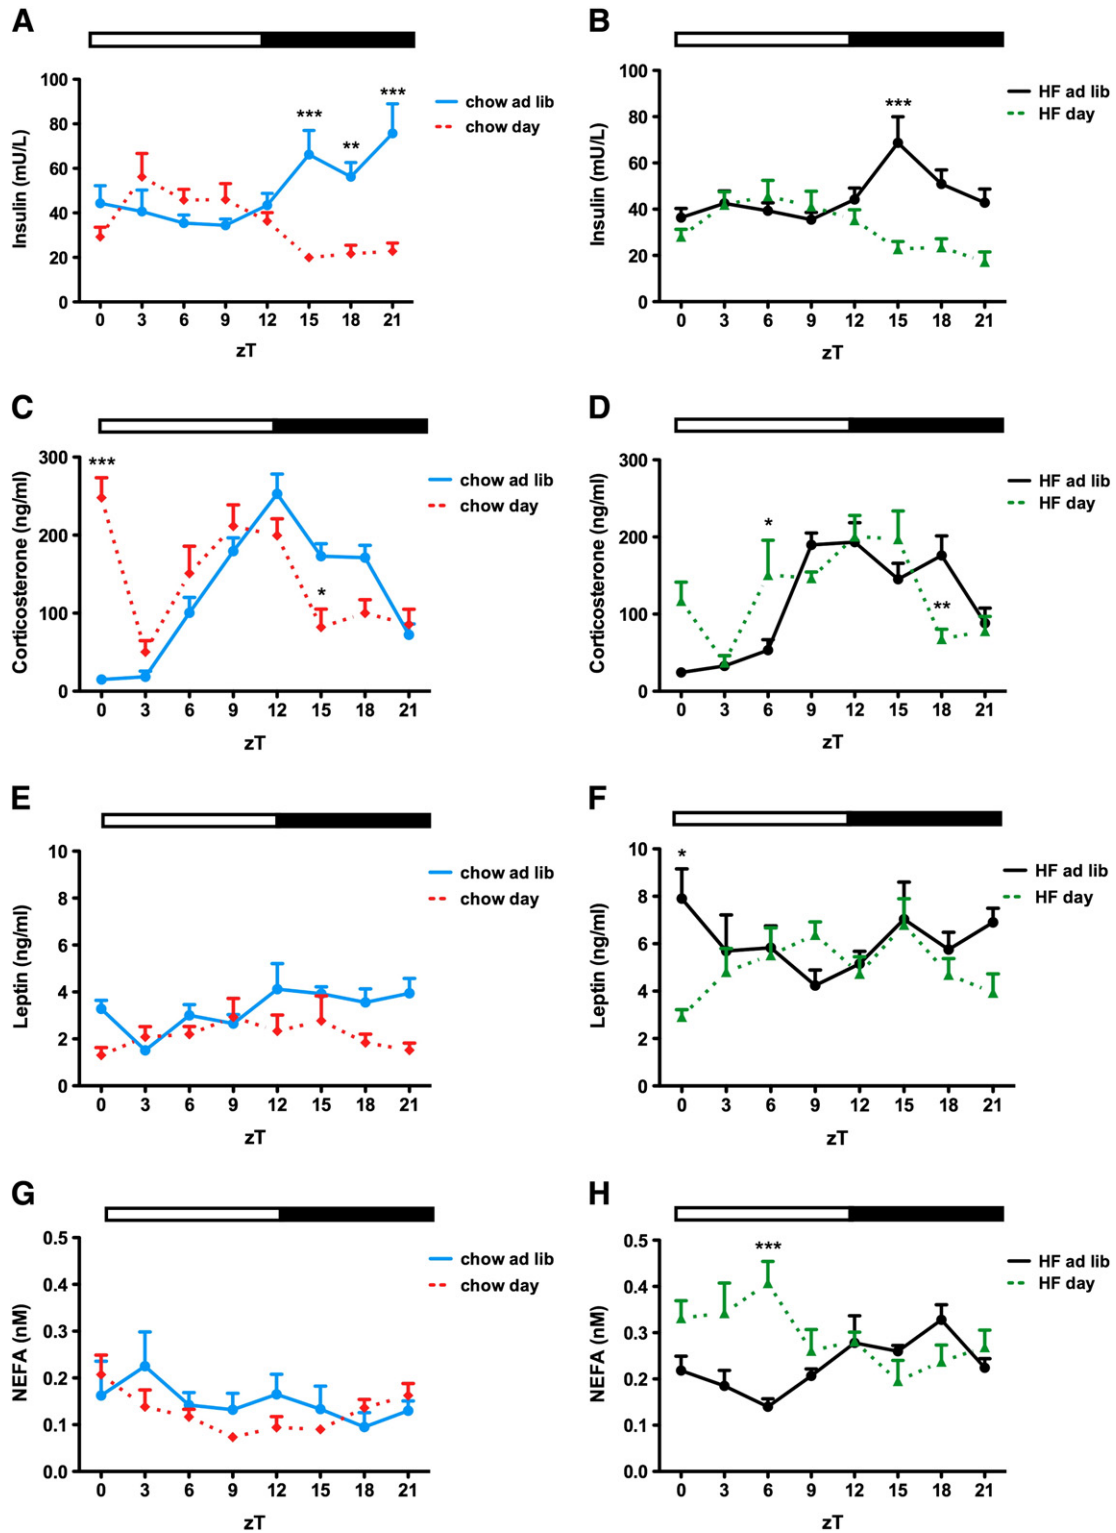 A
chow ad lib
chow day
Insulin (mU/L)
100
80
60
40
20
0
***
**
***
0 3 6 9 12 15 18 21
zT
B
HF ad lib
HF day
Insulin (mU/L)
100
80
60
40
20
0
***
0 3 6 9 12 15 18 21
zT
C
chow ad lib
chow day
Corticosterone (ng/ml)
300
200
100
0
***
*
0 3 6 9 12 15 18 21
zT
D
HF ad lib
HF day
Corticosterone (ng/ml)
300
200
100
0
*
**
0 3 6 9 12 15 18 21
zT
E
chow ad lib
chow day
Leptin (ng/ml)
10
8
6
4
2
0
0 3 6 9 12 15 18 21
zT
F
HF ad lib
HF day
Leptin (ng/ml)
10
8
6
4
2
0
*
0 3 6 9 12 15 18 21
zT
G
chow ad lib
chow day
NEFA (nM)
0.5
0.4
0.3
0.2
0.1
0.0
0 3 6 9 12 15 18 21
zT
H
HF ad lib
HF day
NEFA (nM)
0.5
0.4
0.3
0.2
0.1
0.0
***
0 3 6 9 12 15 18 21
zT